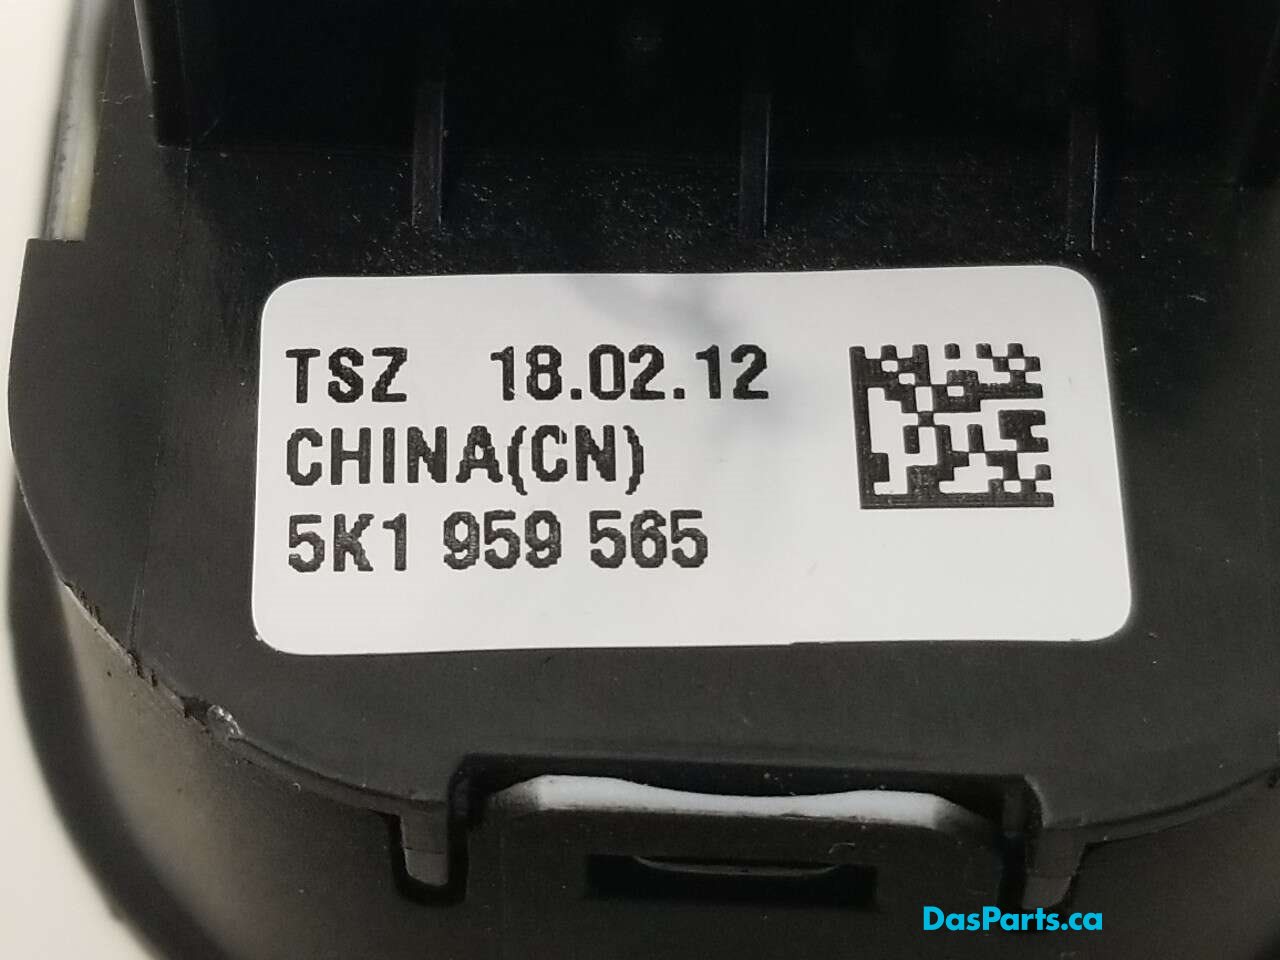 TSZ 18.02.12
CHINA(CN)
5K1 959 565
DasParts.ca